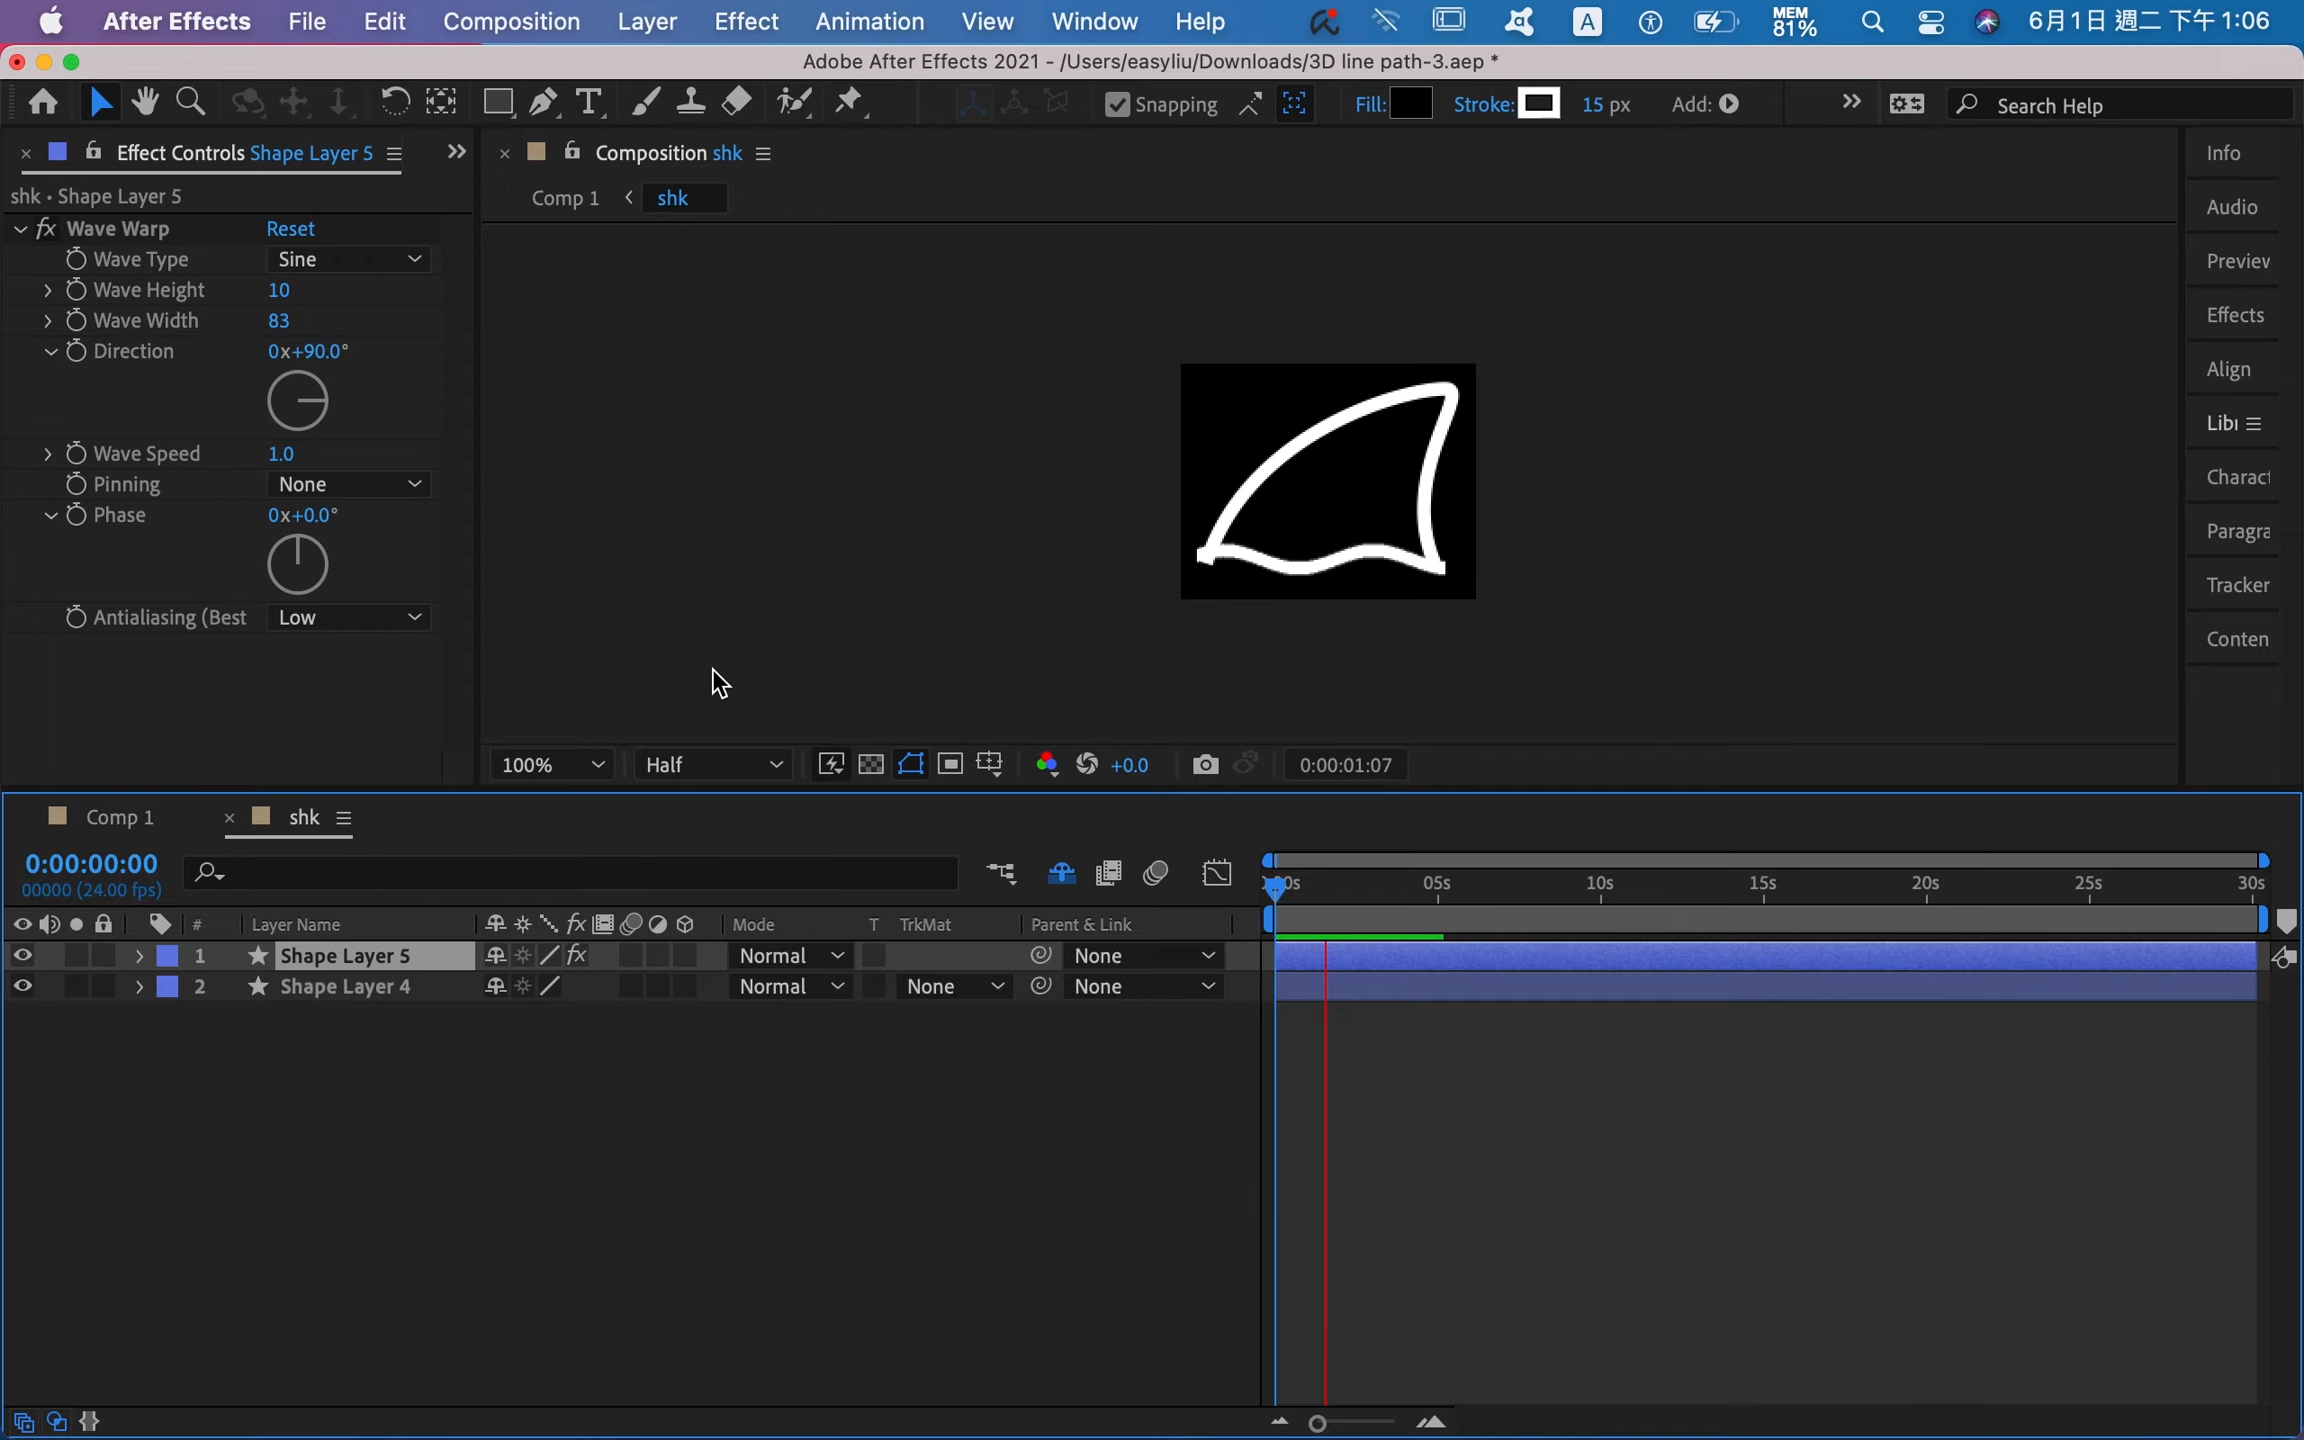 After Effects File Edit Composition Layer Effect Animation View Window Help A MEM 81% 6月1日 週二 下午 1:06
Adobe After Effects 2021 - /Users/easyliu/Downloads/3D line path-3.aep *
T Snapping Fill: Stroke: 15 px Add: Search Help
Effect Controls Shape Layer 5
Composition shk
shk • Shape Layer 5
Comp 1 shk
fx Wave Warp Reset
Wave Type Sine
Wave Height 10
Wave Width 83
Direction 0x+90.0°
Wave Speed 1.0
Pinning None
Phase 0x+0.0°
Antialiasing (Best Low
Info
Audio
Preview
Effects
Align
Libr
Charact
Paragra
Tracker
Conten
100% Half +0.0 0:00:01:07
Comp 1 shk
0:00:00:00
00000 (24.00 fps)
00s 05s 10s 15s 20s 25s 30s
# Layer Name fx Mode T TrkMat Parent & Link
1 Shape Layer 5 fx Normal None
2 Shape Layer 4 Normal None None